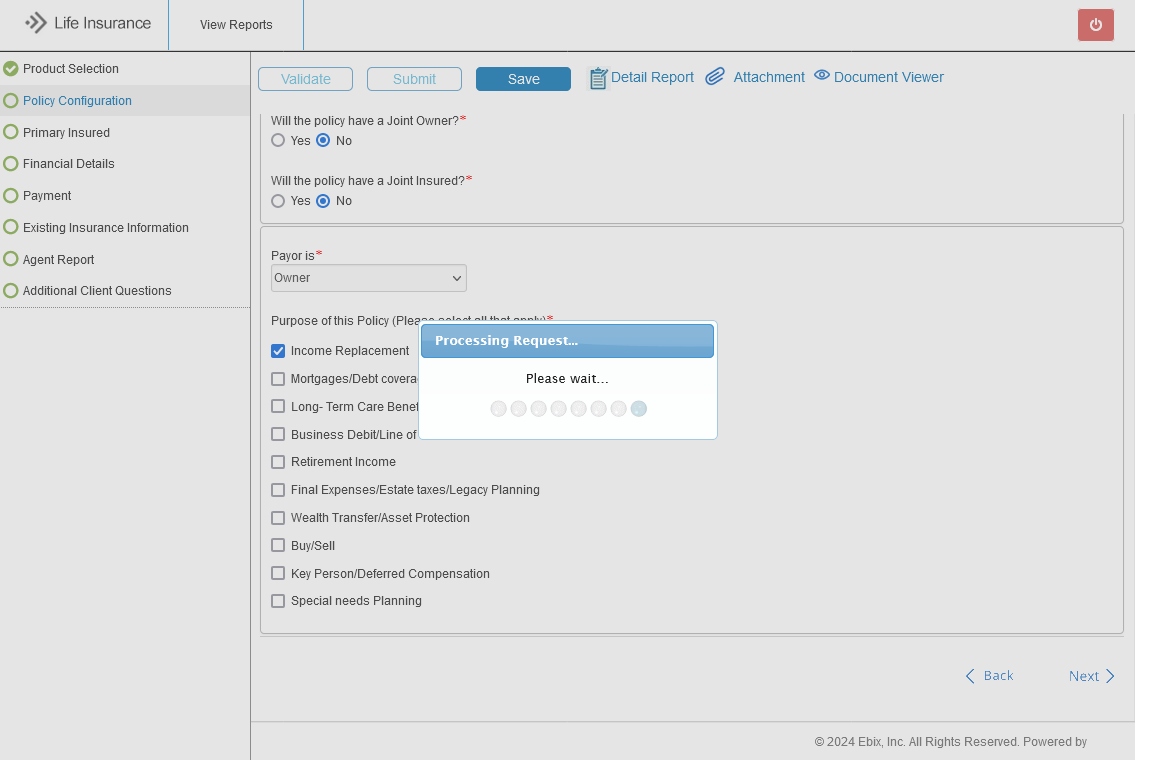 Life Insurance
View Reports
Product Selection
Policy Configuration
Primary Insured
Financial Details
Payment
Existing Insurance Information
Agent Report
Additional Client Questions
Validate
Submit
Save
Detail Report
Attachment
Document Viewer
Will the policy have a Joint Owner?*
Yes
No
Will the policy have a Joint Insured?*
Yes
No
Payor is*
Owner
Purpose of this Policy (Please select all that apply)*
Income Replacement
Mortgages/Debt
Long- Term Care
Business Debit/Line of
Retirement Income
Final Expenses/Estate taxes/Legacy Planning
Wealth Transfer/Asset Protection
Buy/Sell
Key Person/Deferred Compensation
Special needs Planning
Processing Request...
Please wait...
Back
Next
© 2024 Ebix, Inc. All Rights Reserved. Powered by